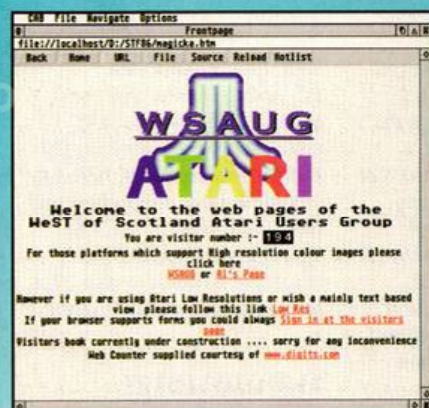 CAB File Navigate Options
Frontpage
file://localhost/D:/STF86/magicka.htm
Back Home URL File Source Reload Hotlist
WSAUG
ATARI
Welcome to the web pages of the
WeST of Scotland Atari Users Group
You are visitor number :- 194
For those platforms which support High resolution colour images please
click here
WSAUG or Al's Page
However if you are using Atari Low Resolutions or wish a mainly text based
view please follow this link Low Res
If your browser supports forms you could always Sign in at the visitors
page
Visitors book currently under construction .... sorry for any inconvenience
Web Counter supplied courtesy of www.digits.com